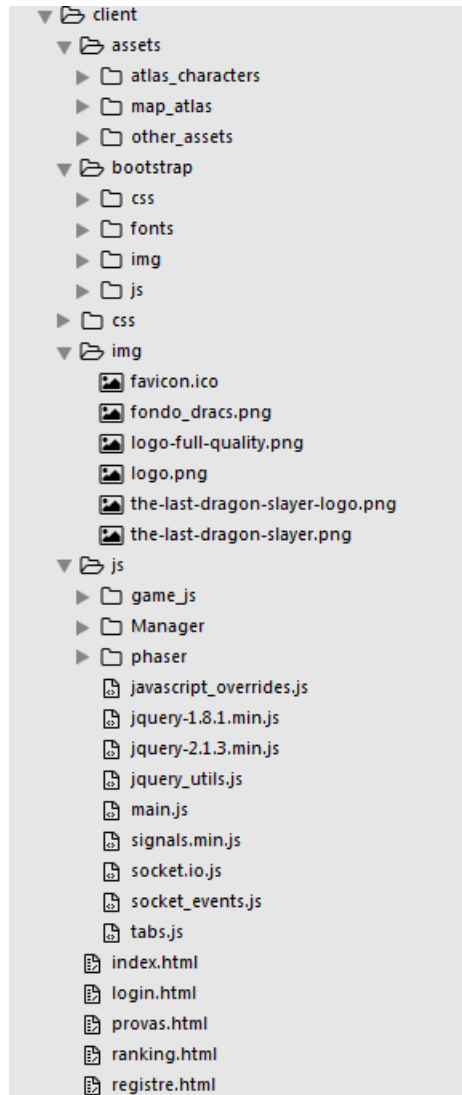 client
assets
atlas_characters
map_atlas
other_assets
bootstrap
css
fonts
img
js
css
img
favicon.ico
fondo_dracs.png
logo-full-quality.png
logo.png
the-last-dragon-slayer-logo.png
the-last-dragon-slayer.png
js
game_js
Manager
phaser
javascript_overrides.js
jquery-1.8.1.min.js
jquery-2.1.3.min.js
jquery_utils.js
main.js
signals.min.js
socket.io.js
socket_events.js
tabs.js
index.html
login.html
provas.html
ranking.html
registre.html